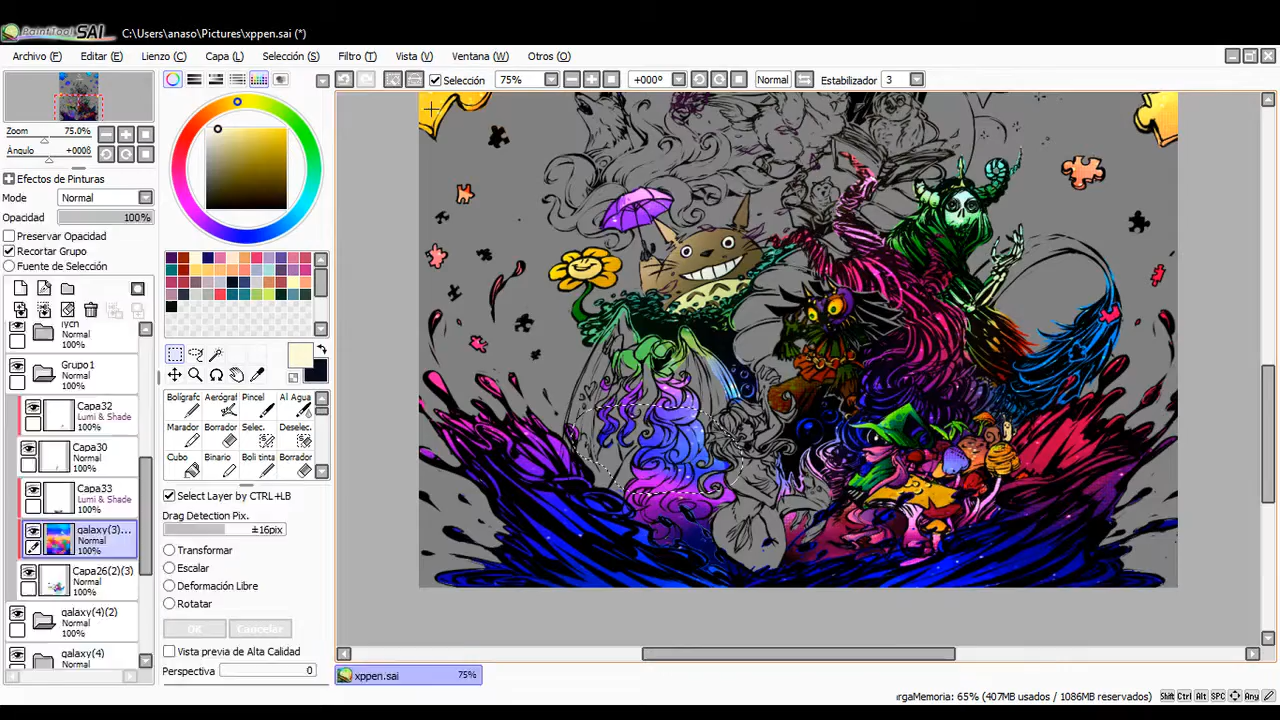 PaintTool SAI C:\Users\anaso\Pictures\xppen.sai (*)
Archivo (F) Editar (E) Lienzo (C) Capa (L) Selección (S) Filtro (T) Vista (V) Ventana (W) Otros (O)
Selección 75% +000° Normal Estabilizador 3
Zoom 75.0%
Ángulo +000θ
Efectos de Pinturas
Mode Normal
Opacidad 100%
Preservar Opacidad
Recortar Grupo
Fuente de Selección
Normal
Grupo1
Normal
100%
Capa32
Lumi & Shade
100%
Capa30
Normal
100%
Capa33
Lumi & Shade
100%
galaxy(3)...
Normal
100%
Capa26(2)(3)
Normal
100%
galaxy(4)(2)
Normal
100%
galaxy(4)
Normal
Bolígrafo Aerógra Pincel Al Agua
Marador Borrador Selec. Deselec.
Cubo Binario Boli tinta Borrador
Select Layer by CTRL+LB
Drag Detection Pix.
±16pix
Transformar
Escalar
Deformación Libre
Rotatar
OK Cancelar
Vista previa de Alta Calidad
Perspectiva 0
xppen.sai 75%
argaMemoria: 65% (407MB usados / 1086MB reservados) Shift Ctrl Alt SPC Any